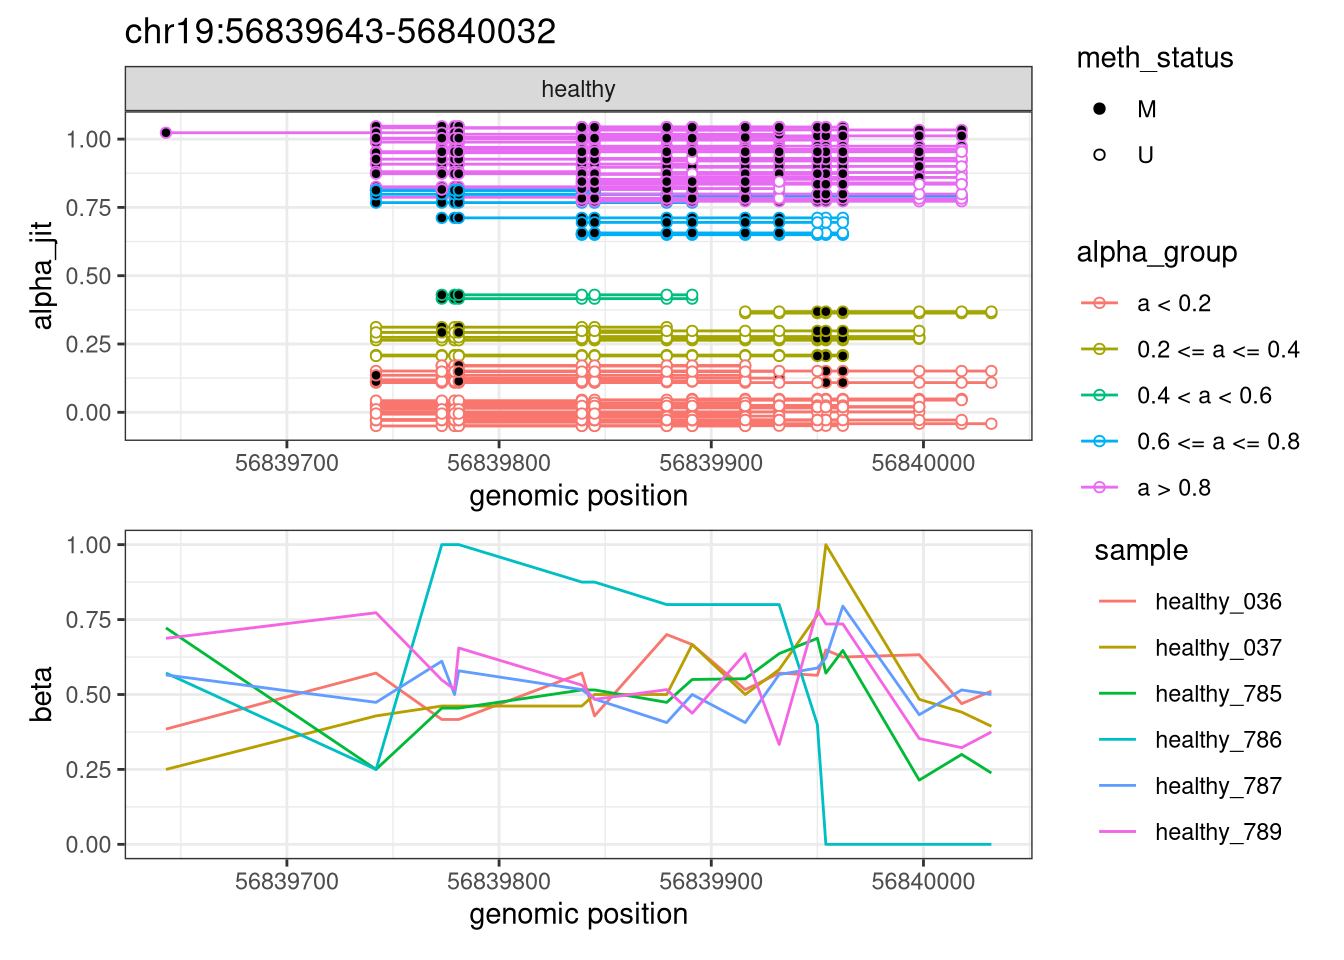 chr19:56839643-56840032
healthy
1.00
0.75
0.50
0.25
0.00
alpha_jit
56839700 56839800 56839900 56840000
genomic position
meth_status
M
U
alpha_group
a < 0.2
0.2 <= a <= 0.4
0.4 < a < 0.6
0.6 <= a <= 0.8
a > 0.8
1.00
0.75
0.50
0.25
0.00
beta
56839700 56839800 56839900 56840000
genomic position
sample
healthy_036
healthy_037
healthy_785
healthy_786
healthy_787
healthy_789